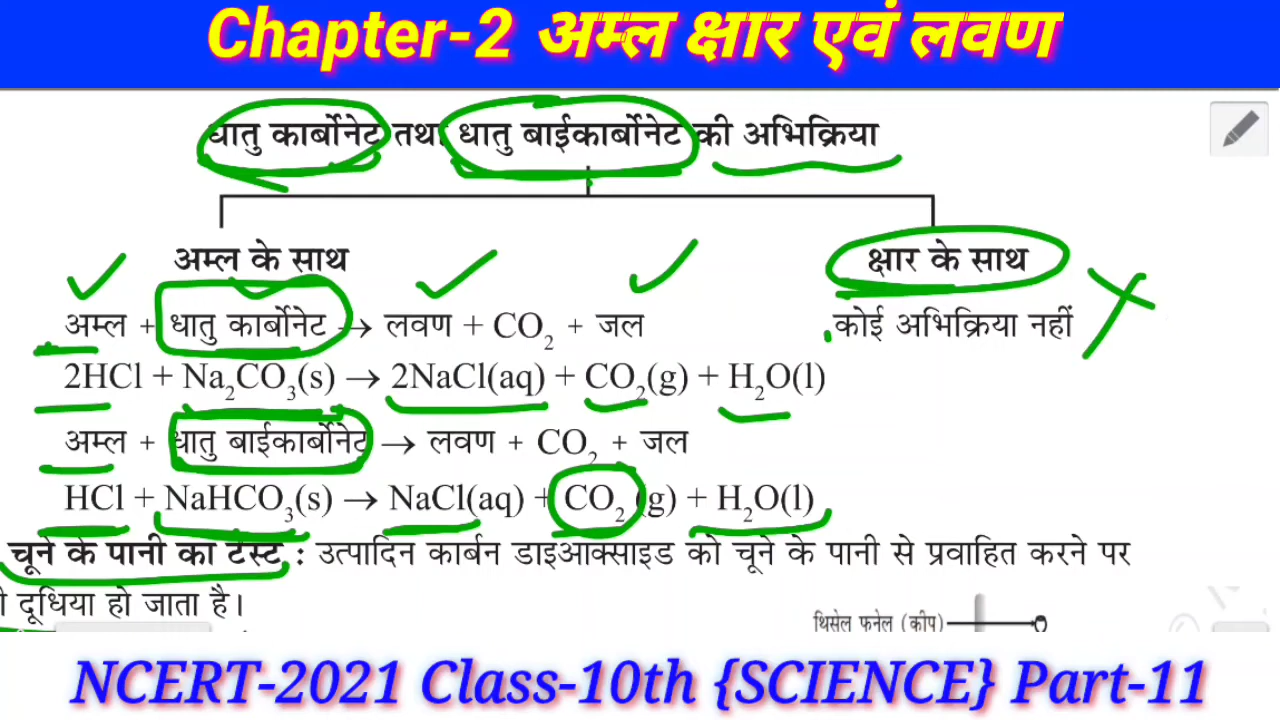 Chapter-2 अम्ल क्षार एवं लवण
धातु कार्बोनेट तथा धातु बाईकार्बोनेट की अभिक्रिया
अम्ल के साथ
क्षार के साथ
अम्ल + धातु कार्बोनेट → लवण + CO₂ + जल
कोई अभिक्रिया नहीं
2HCl + Na₂CO₃(s) → 2NaCl(aq) + CO₂(g) + H₂O(l)
अम्ल + धातु बाईकार्बोनेट → लवण + CO₂ + जल
HCl + NaHCO₃(s) → NaCl(aq) + CO₂(g) + H₂O(l)
चूने के पानी का टेस्ट : उत्पादिन कार्बन डाइआक्साइड को चूने के पानी से प्रवाहित करने पर
दूधिया हो जाता है।
थिसेल फनेल (कीप)
NCERT-2021 Class-10th {SCIENCE} Part-11